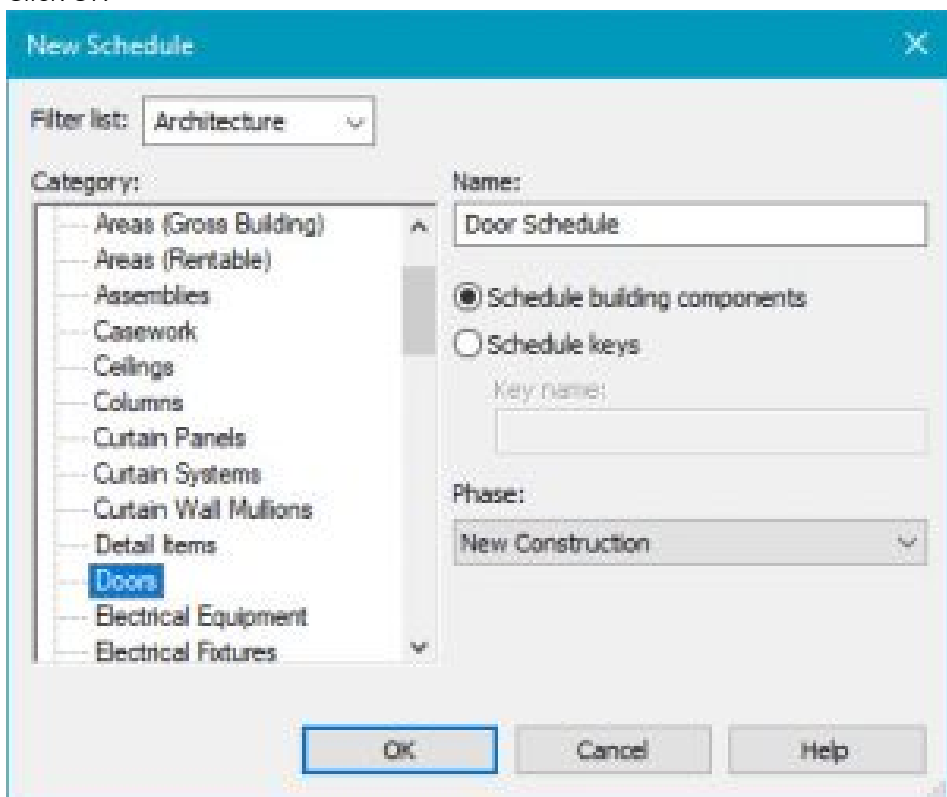 New Schedule
Filter list: Architecture
Category:
Areas (Gross Building)
Areas (Rentable)
Assemblies
Casework
Ceilings
Columns
Curtain Panels
Curtain Systems
Curtain Wall Mullions
Detail Items
Doors
Electrical Equipment
Electrical Fixtures
Name:
Door Schedule
Schedule building components
Schedule keys
Key name:
Phase:
New Construction
OK Cancel Help